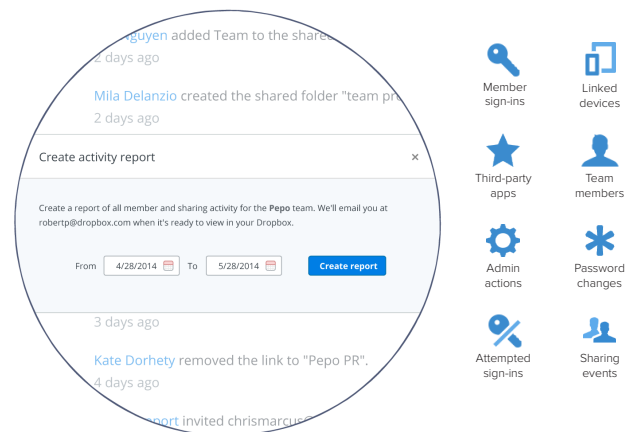 Nguyen added Team to the shared
2 days ago
Mila Delanzio created the shared folder "team
2 days ago
Create activity report
×
Create a report of all member and sharing activity for the Pepo team. We'll email you at
robertp@dropbox.com when it's ready to view in your Dropbox.
From 4/28/2014 To 5/28/2014 Create report
3 days ago
Kate Dorhety removed the link to "Pepo PR".
4 days ago
invited
Member
sign-ins
Linked
devices
Third-party
apps
Team
members
Admin
actions
Password
changes
Attempted
sign-ins
Sharing
events